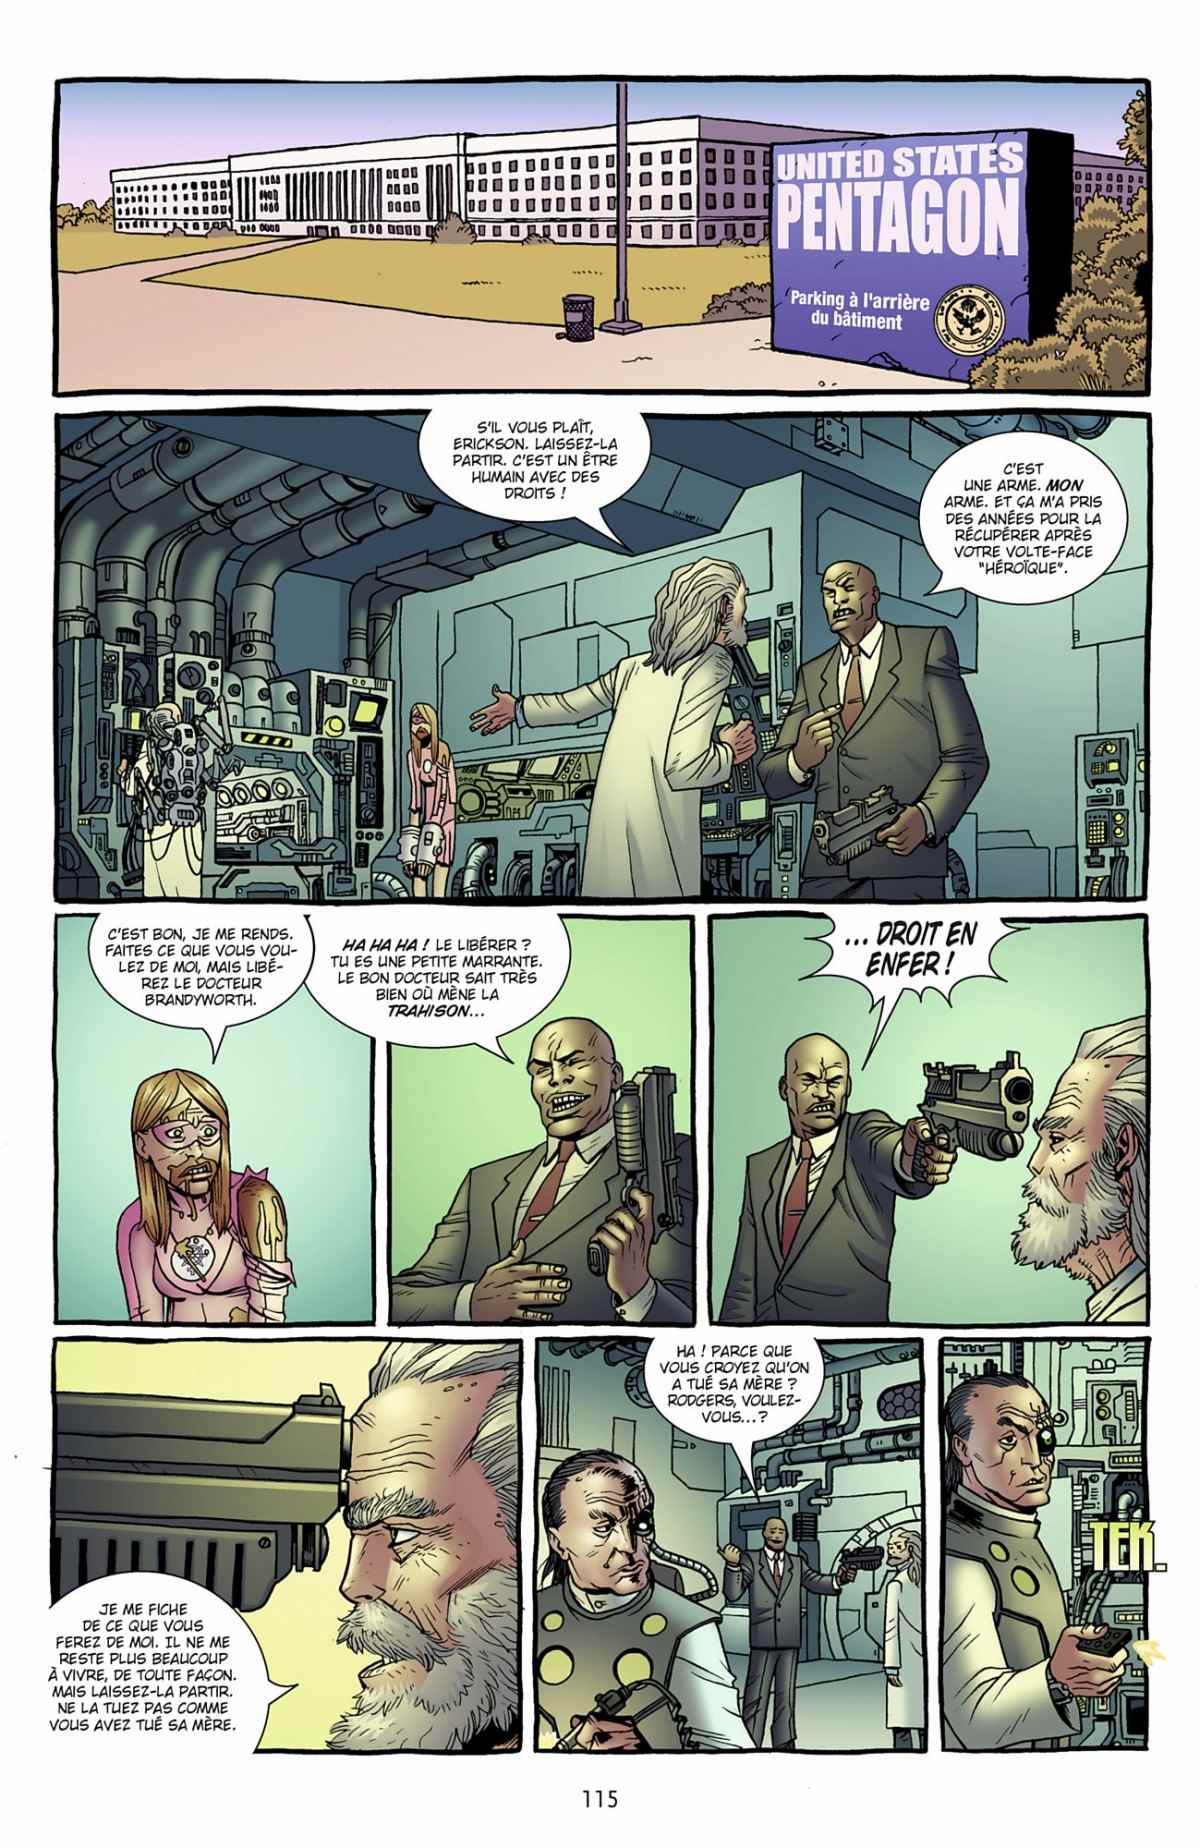 UNITED STATES
PENTAGON
Parking à l'arrière
du bâtiment
S'IL VOUS PLAÎT,
ERICKSON. LAISSEZ-LA
PARTIR. C'EST UN ÊTRE
HUMAIN AVEC DES
DROITS !
C'EST
UNE ARME. MON
ARME. ET ÇA M'A PRIS
DES ANNÉES POUR LA
RÉCUPÉRER APRÈS
VOTRE VOLTE-FACE
"HÉROÏQUE".
17
C'EST BON, JE ME RENDS.
FAITES CE QUE VOUS VOU-
LEZ DE MOI, MAIS LIBÉ-
REZ LE DOCTEUR
BRANDYWORTH.
HA HA HA ! LE LIBÉRER ?
TU ES UNE PETITE MARRANTE.
LE BON DOCTEUR SAIT TRÈS
BIEN OÙ MÈNE LA
TRAHISON...
... DROIT EN
ENFER !
JE ME FICHE
DE CE QUE VOUS
FEREZ DE MOI. IL NE ME
RESTE PLUS BEAUCOUP
À VIVRE, DE TOUTE FAÇON.
MAIS LAISSEZ-LA PARTIR.
NE LA TUEZ PAS COMME
VOUS AVEZ TUÉ SA MÈRE.
HA ! PARCE QUE
VOUS CROYEZ QU'ON
A TUÉ SA MÈRE ?
RODGERS, VOULEZ-
VOUS...?
TEK.
115